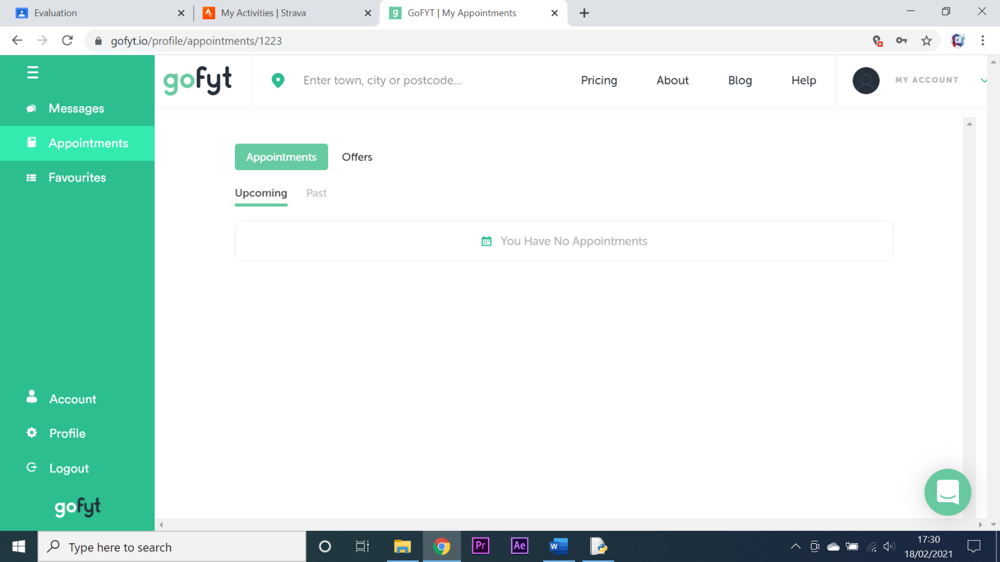 Evaluation
My Activities | Strava
g GoFYT | My Appointments
gofyt.io/profile/appointments/1223
gofyt
Enter town, city or postcode...
Pricing
About
Blog
Help
MY ACCOUNT
Messages
Appointments
Favourites
Appointments
Offers
Upcoming
Past
You Have No Appointments
Account
Profile
Logout
gofyt
Type here to search
Pr
Ae
W
17:30
18/02/2021